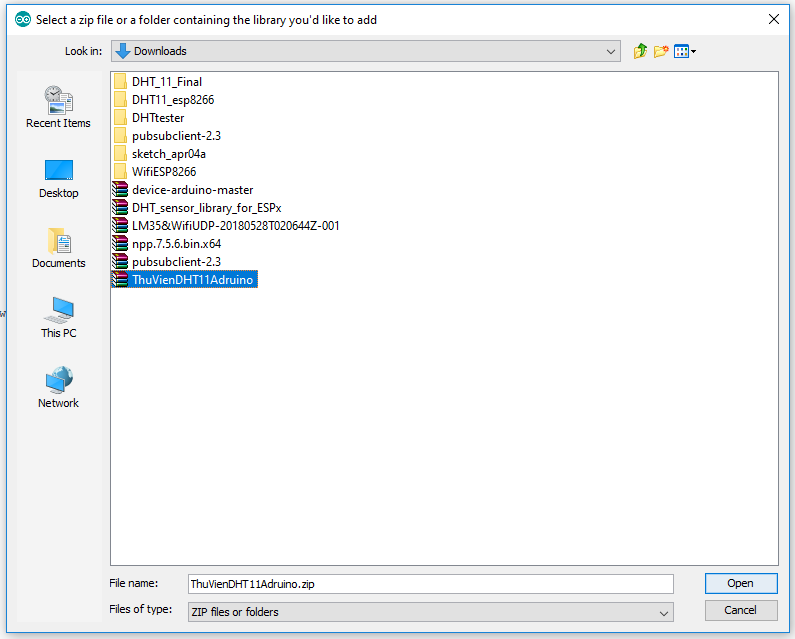 Select a zip file or a folder containing the library you'd like to add
Look in: Downloads
Recent Items
Desktop
Documents
This PC
Network
DHT_11_Final
DHT11_esp8266
DHTtester
pubsubclient-2.3
sketch_apr04a
WifiESP8266
device-arduino-master
DHT_sensor_library_for_ESPx
LM35&WifiUDP-20180528T020644Z-001
npp.7.5.6.bin.x64
pubsubclient-2.3
ThuVienDHT11Adruino
File name: ThuVienDHT11Adruino.zip Open
Files of type: ZIP files or folders Cancel